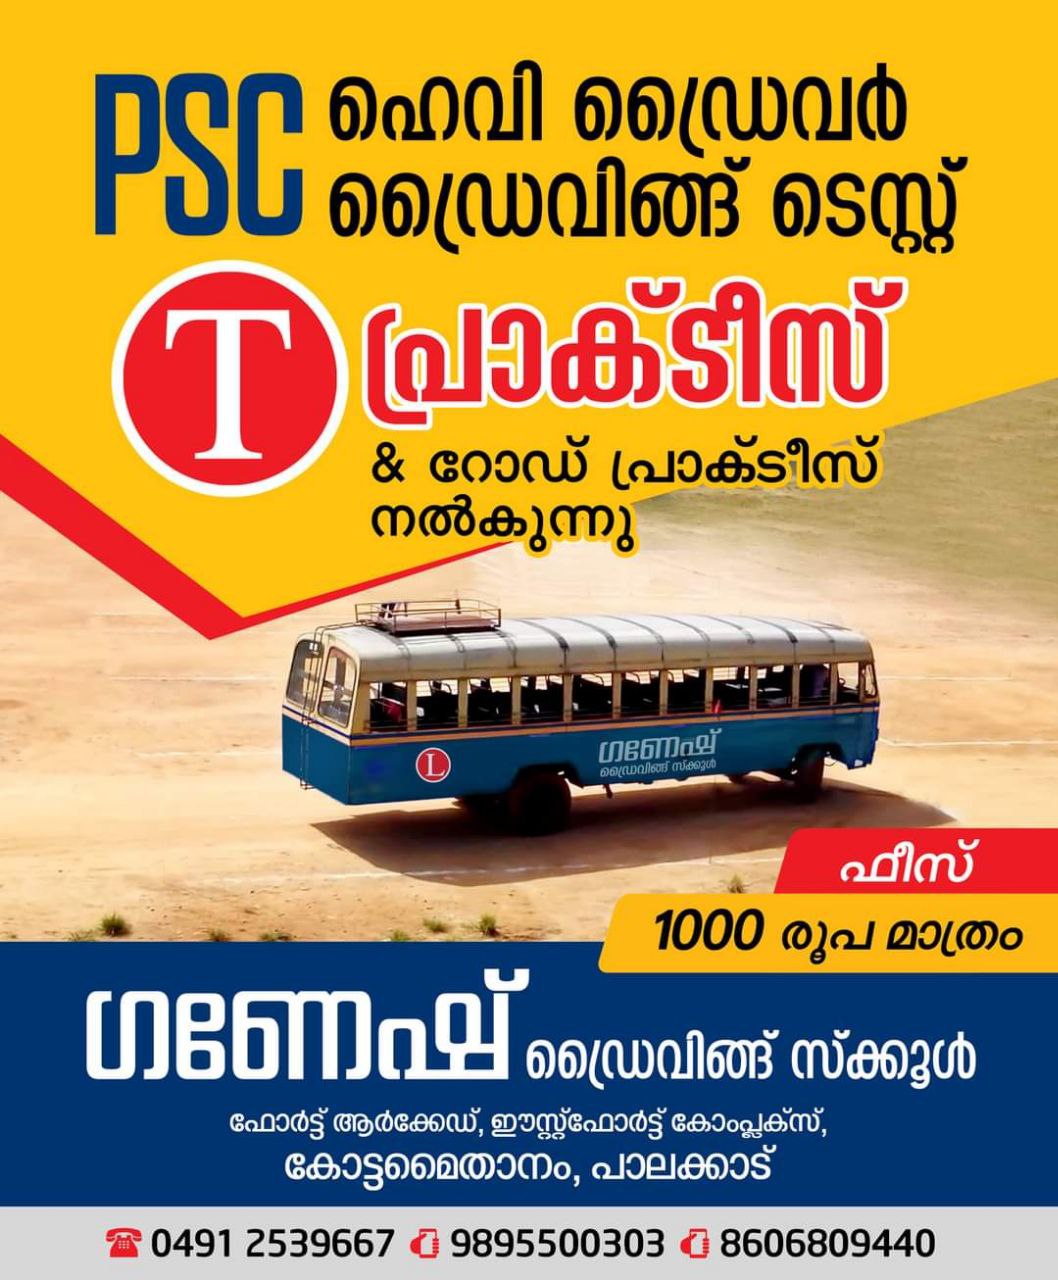 PSC ഹെവി ഡ്രൈവർ
ഡ്രൈവിങ്ങ് ടെസ്റ്റ്
T പ്രാക്ടീസ്
& റോഡ് പ്രാക്ടീസ്
നൽകുന്നു
ഗണേഷ്
ഡ്രൈവിങ്ങ് സ്ക്കൂൾ
L
ഫീസ്
1000 രൂപ മാത്രം
ഗണേഷ് ഡ്രൈവിങ്ങ് സ്ക്കൂൾ
ഫോർട്ട് ആർക്കേഡ്, ഈസ്റ്റ്ഫോർട്ട് കോംപ്ലക്സ്,
കോട്ടമൈതാനം, പാലക്കാട്
0491 2539667 9895500303 8606809440